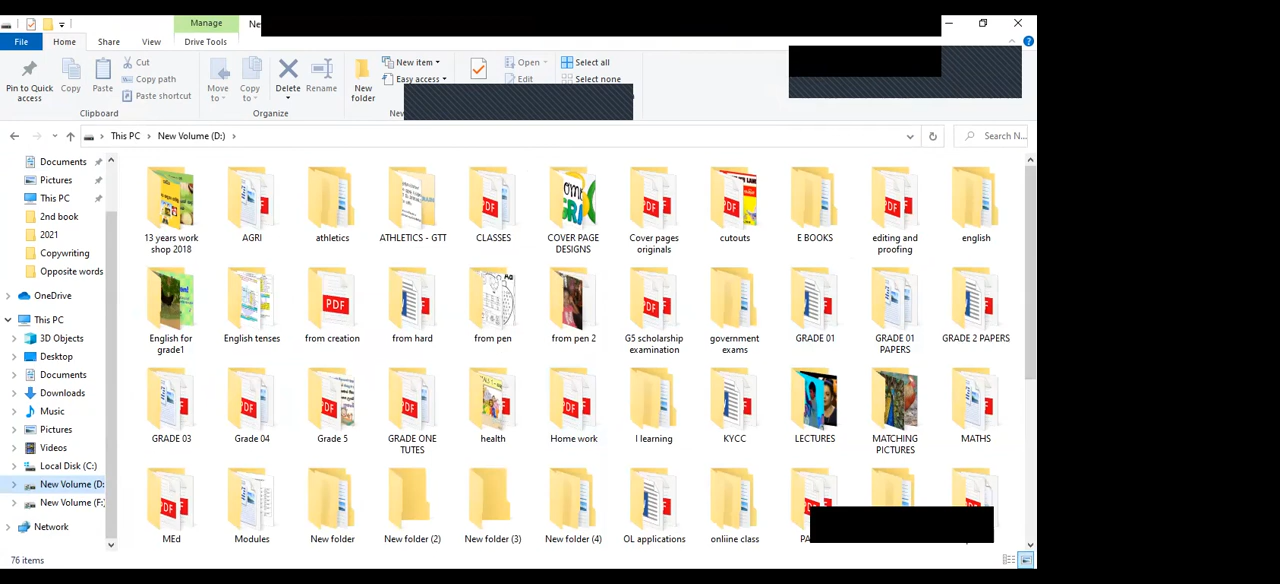 Manage
Ne
File
Home
Share
View
Drive Tools
Pin to Quick
access
Copy
Paste
Cut
Copy path
Paste shortcut
Clipboard
Move
to
Copy
to
Delete
Rename
Organize
New
folder
New item
Easy access
Ne
Open
Edit
Select all
Select none
This PC
New Volume (D:)
Search N...
Documents
Pictures
This PC
2nd book
2021
Copywriting
Opposite words
OneDrive
This PC
3D Objects
Desktop
Documents
Downloads
Music
Pictures
Videos
Local Disk (C:)
New Volume (D:
New Volume (F:
Network
13 years work
shop 2018
AGRI
athletics
ATHLETICS - GTT
CLASSES
COVER PAGE
DESIGNS
Cover pages
originals
cutouts
E BOOKS
editing and
proofing
english
English for
grade1
English tenses
from creation
from hard
from pen
from pen 2
G5 scholarship
examination
government
exams
GRADE 01
GRADE 01
PAPERS
GRADE 2 PAPERS
GRADE 03
Grade 04
Grade 5
GRADE ONE
TUTES
health
Home work
I learning
KYCC
LECTURES
MATCHING
PICTURES
MATHS
MEd
Modules
New folder
New folder (2)
New folder (3)
New folder (4)
OL applications
onliine class
PA
76 items